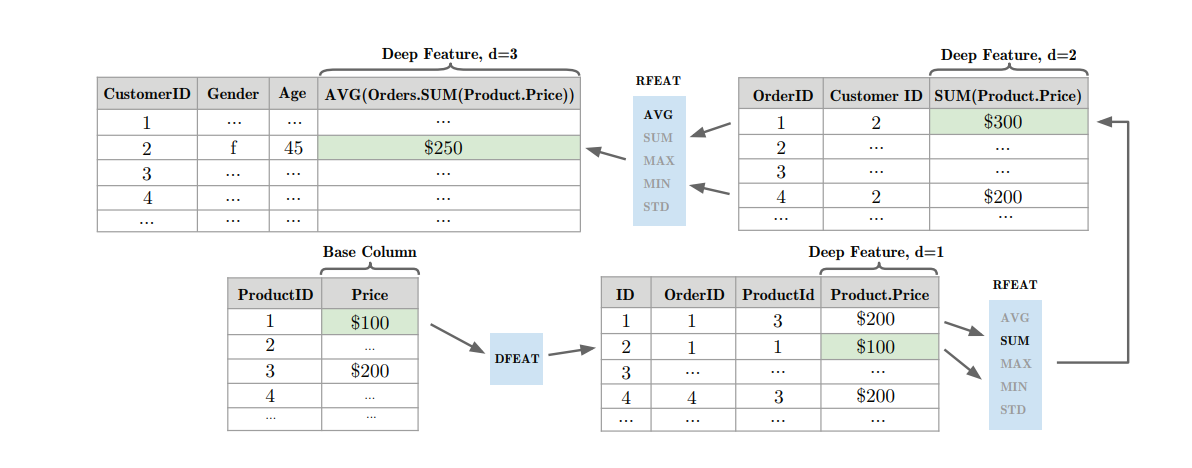 Deep Feature, d=3
CustomerID Gender Age AVG(Orders.SUM(Product.Price))
1 ... ... ...
2 f 45 $250
3 ... ... ...
4 ... ... ...
... ... ... ...
RFEAT
AVG
SUM
MAX
MIN
STD
Deep Feature, d=2
OrderID Customer ID SUM(Product.Price)
1 2 $300
2 ... ...
3 ... ...
4 2 $200
... ... ...
Base Column
ProductID Price
1 $100
2 ...
3 $200
4 ...
... ...
DFEAT
Deep Feature, d=1
ID OrderID ProductId Product.Price
1 1 3 $200
2 1 1 $100
3 ... ... ...
4 4 3 $200
... ... ... ...
RFEAT
AVG
SUM
MAX
MIN
STD